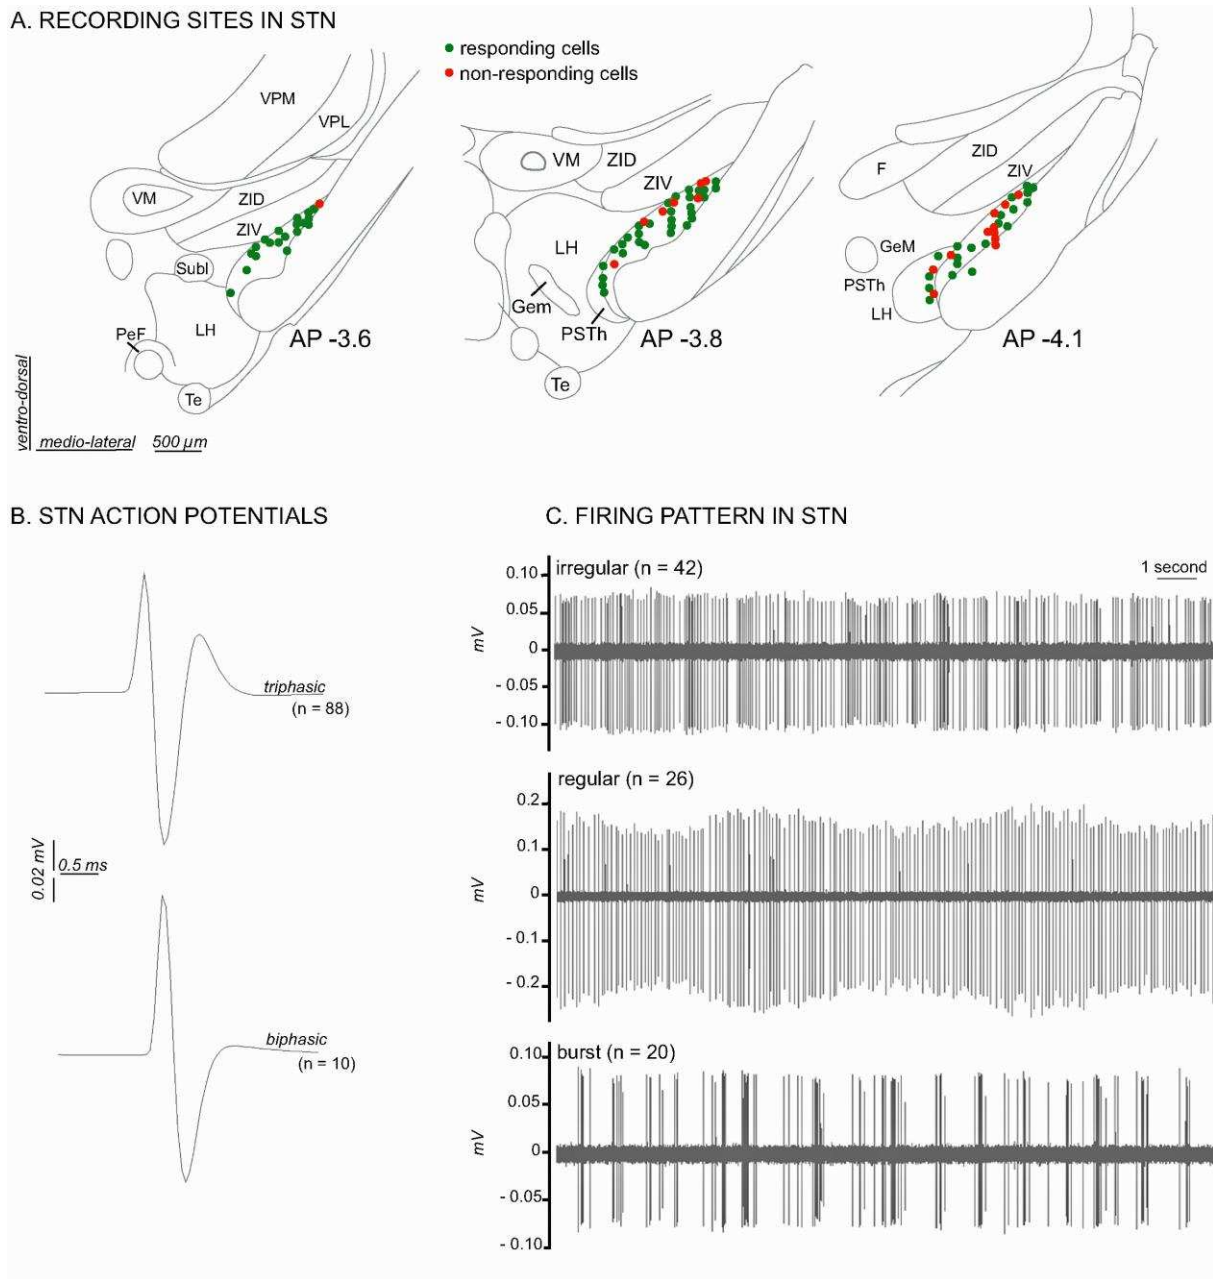 A. RECORDING SITES IN STN
responding cells
non-responding cells
VPM
VPL
VM
ZID
ZIV
Subl
LH
PeF
Te
AP -3.6
VM
ZID
ZIV
LH
Gem
PSTh
Te
AP -3.8
F
ZID
ZIV
GeM
PSTh
LH
AP -4.1
ventro-dorsal
medio-lateral
500 µm
B. STN ACTION POTENTIALS
triphasic
(n = 88)
0.02 mV
0.5 ms
biphasic
(n = 10)
C. FIRING PATTERN IN STN
irregular (n = 42)
1 second
0.10
0.05
0
- 0.05
- 0.10
mV
regular (n = 26)
0.2
0.1
0
- 0.1
- 0.2
mV
burst (n = 20)
0.10
0.05
0
- 0.05
- 0.10
mV